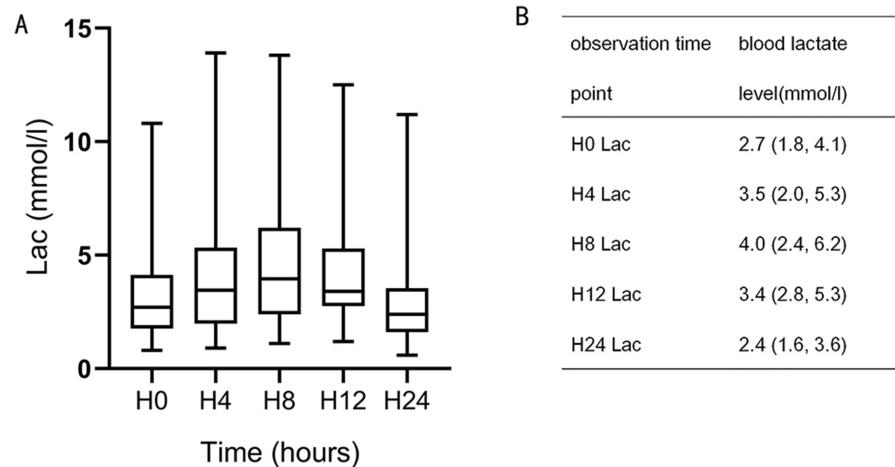 A
Lac (mmol/l)
15
10
5
0
H0 H4 H8 H12 H24
Time (hours)
B
observation time blood lactate
point level(mmol/l)
H0 Lac 2.7 (1.8, 4.1)
H4 Lac 3.5 (2.0, 5.3)
H8 Lac 4.0 (2.4, 6.2)
H12 Lac 3.4 (2.8, 5.3)
H24 Lac 2.4 (1.6, 3.6)